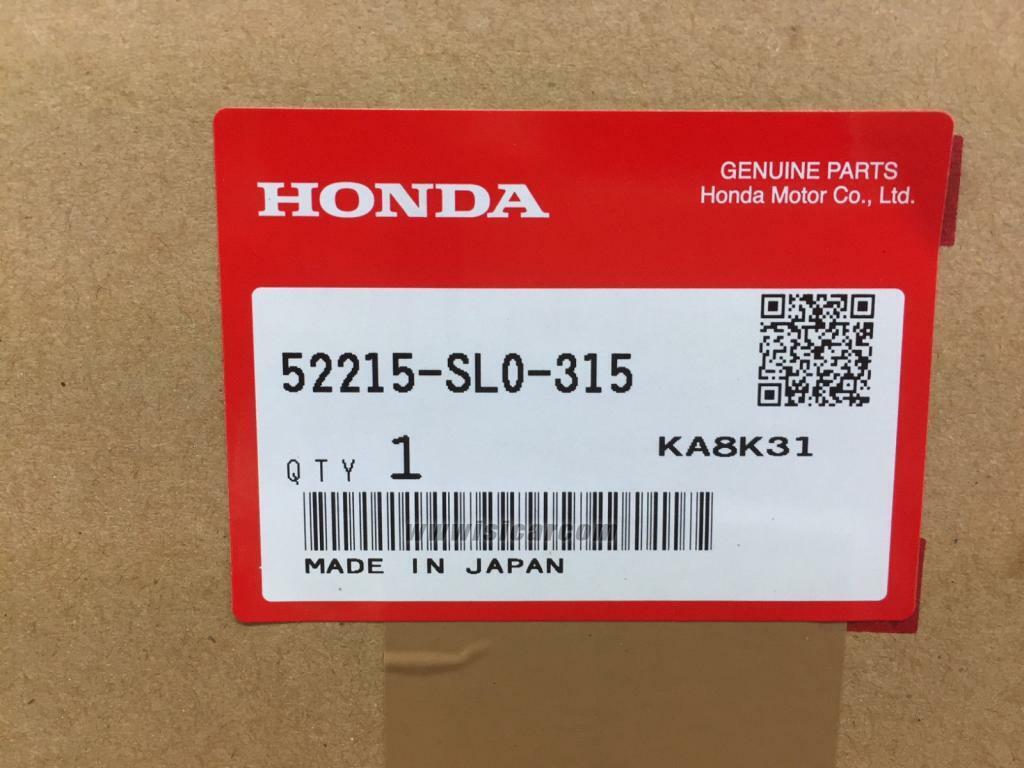 HONDA
GENUINE PARTS
Honda Motor Co., Ltd.
52215-SL0-315
QTY 1
KA8K31
www.isicar.com
MADE IN JAPAN